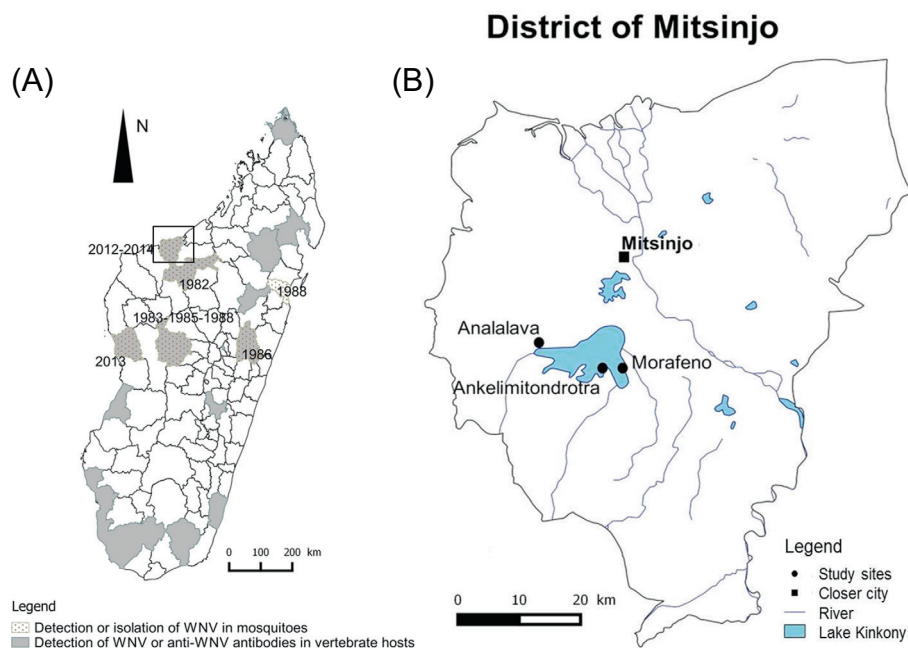 District of Mitsinjo
(A)
N
2012-2014
1982
1988
1983-1985-1988
1986
2013
0 100 200 km
Legend
Detection or isolation of WNV in mosquitoes
Detection of WNV or anti-WNV antibodies in vertebrate hosts
(B)
Mitsinjo
Analalava
Morafeno
Ankelimitondrotra
0 10 20 km
Legend
Study sites
Closer city
River
Lake Kinkony